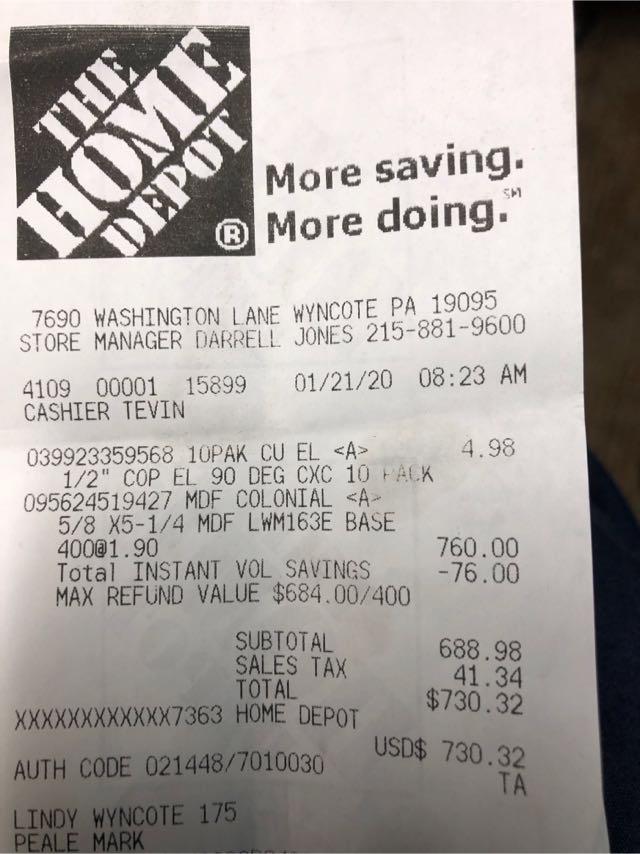 THE
HOME
DEPOT
®
More saving.
More doing.℠
7690 WASHINGTON LANE WYNCOTE PA 19095
STORE MANAGER DARRELL JONES 215-881-9600
4109 00001 15899 01/21/20 08:23 AM
CASHIER TEVIN
039923359568 10PAK CU EL <A> 4.98
1/2" COP EL 90 DEG CXC 10 PACK
095624519427 MDF COLONIAL <A>
5/8 X5-1/4 MDF LWM163E BASE
400@1.90 760.00
Total INSTANT VOL SAVINGS -76.00
MAX REFUND VALUE $684.00/400
SUBTOTAL 688.98
SALES TAX 41.34
TOTAL $730.32
XXXXXXXXXXXX7363 HOME DEPOT
USD$ 730.32
AUTH CODE 021448/7010030 TA
LINDY WYNCOTE 175
PEALE MARK